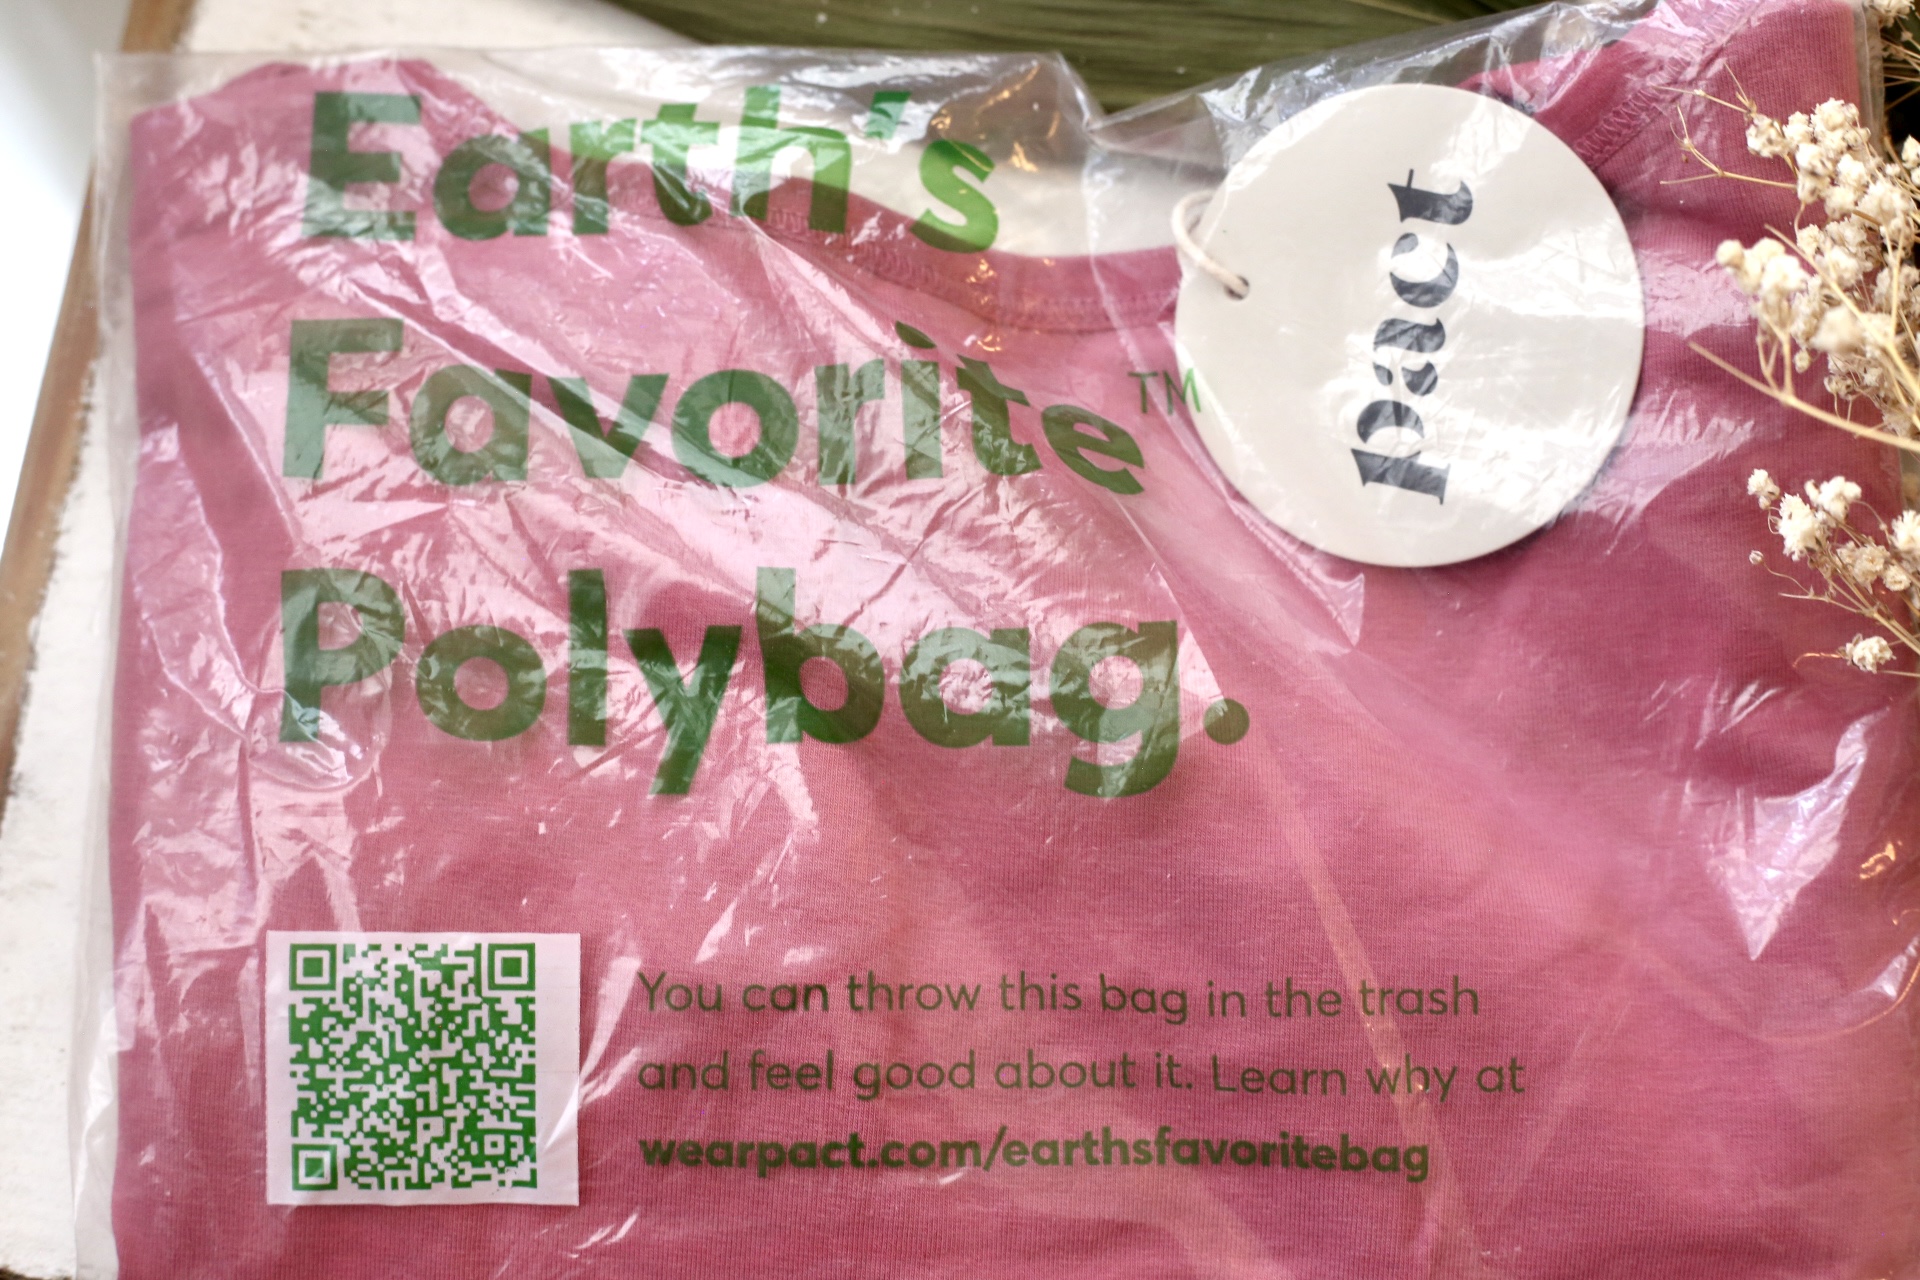 Earth's
Favorite™
Polybag.
pact
You can throw this bag in the trash
and feel good about it. Learn why at
wearpact.com/earthsfavoritebag